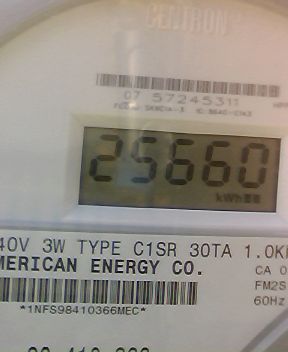 CENTRON
07 57245311
25660
kWh
40V 3W TYPE C1SR 30TA 1.0K
MERICAN ENERGY CO.
CA 0
FM2S
60Hz
*1NFS98410366MEC*